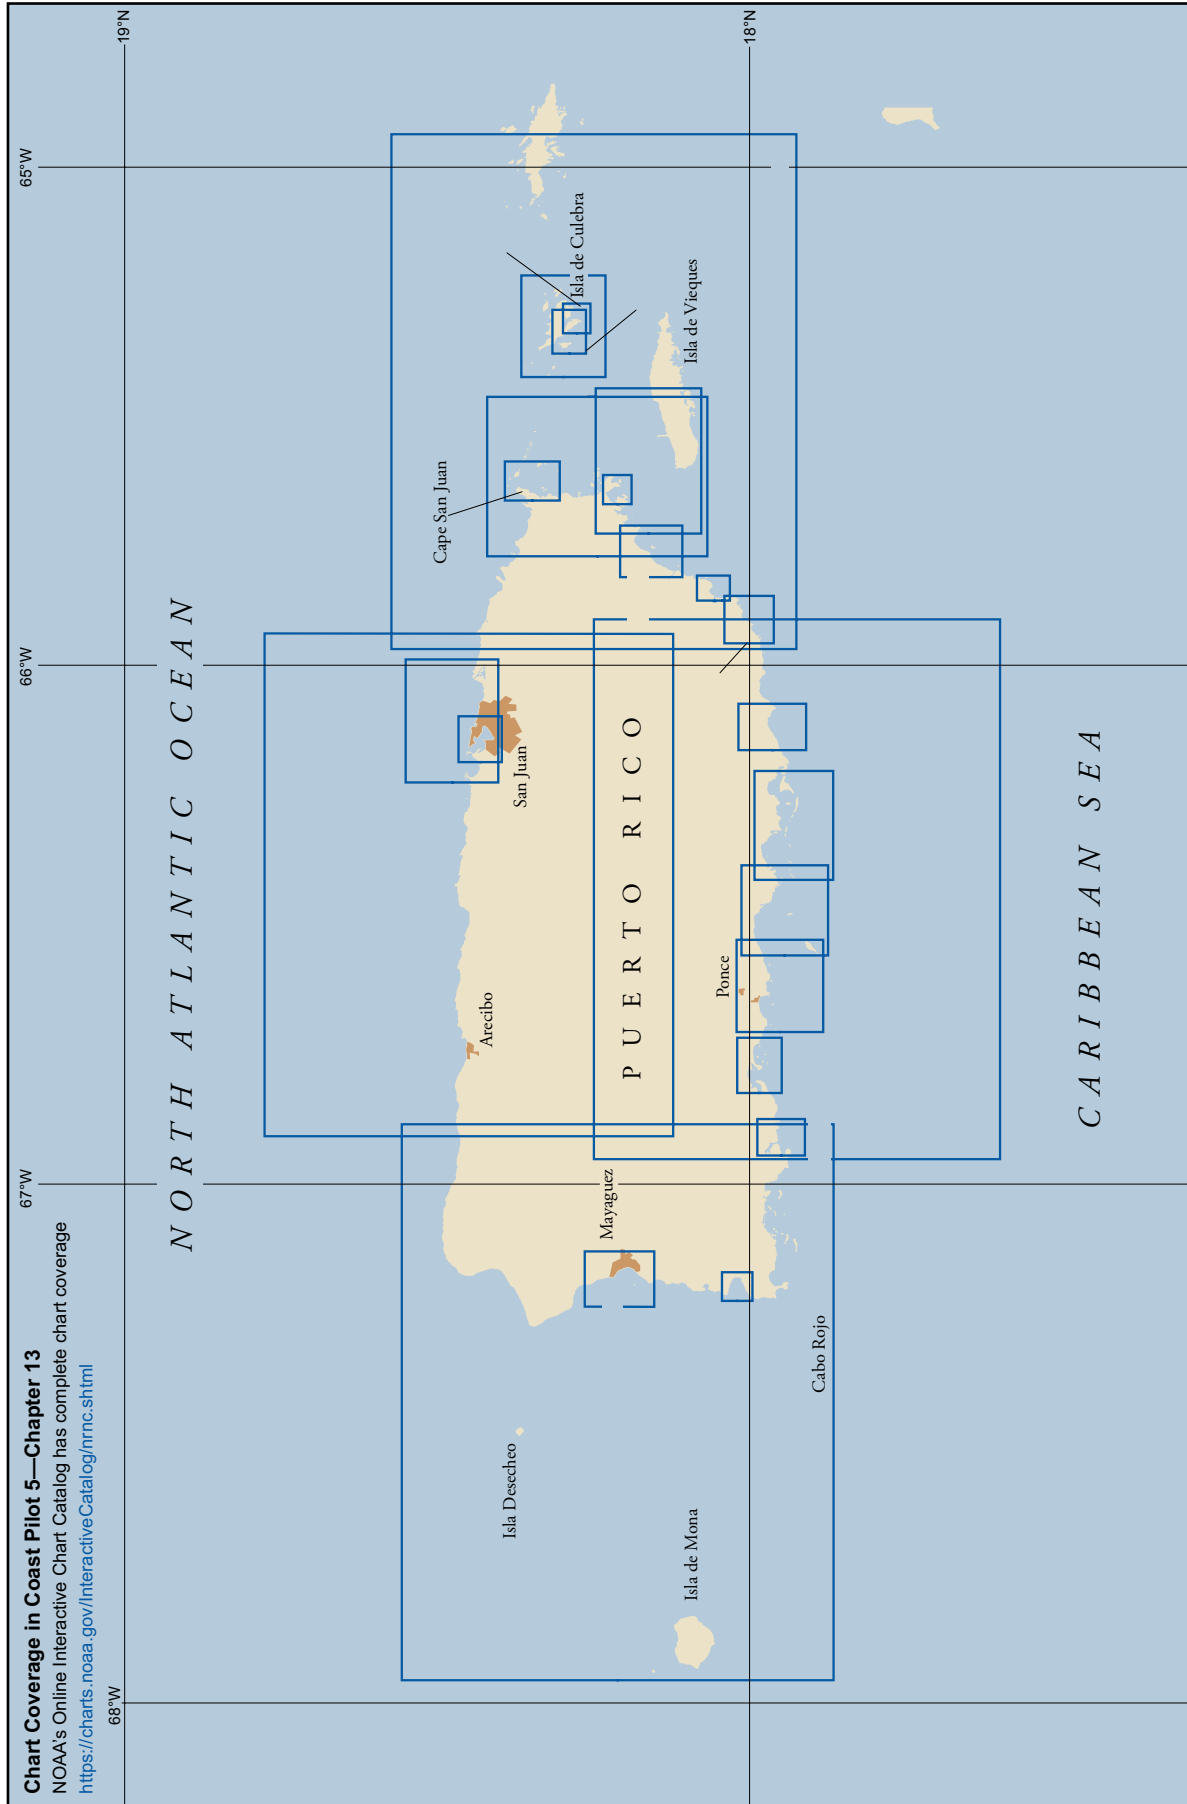 Chart Coverage in Coast Pilot 5—Chapter 13
NOAA's Online Interactive Chart Catalog has complete chart coverage
https://charts.noaa.gov/InteractiveCatalog/nrnc.shtml
68°W
67°W
66°W
65°W
19°N
18°N
NORTH ATLANTIC OCEAN
Cape San Juan
Isla de Culebra
Isla de Vieques
San Juan
Arecibo
PUERTO RICO
Ponce
Mayaguez
Isla Desecheo
Isla de Mona
Cabo Rojo
CARIBBEAN SEA